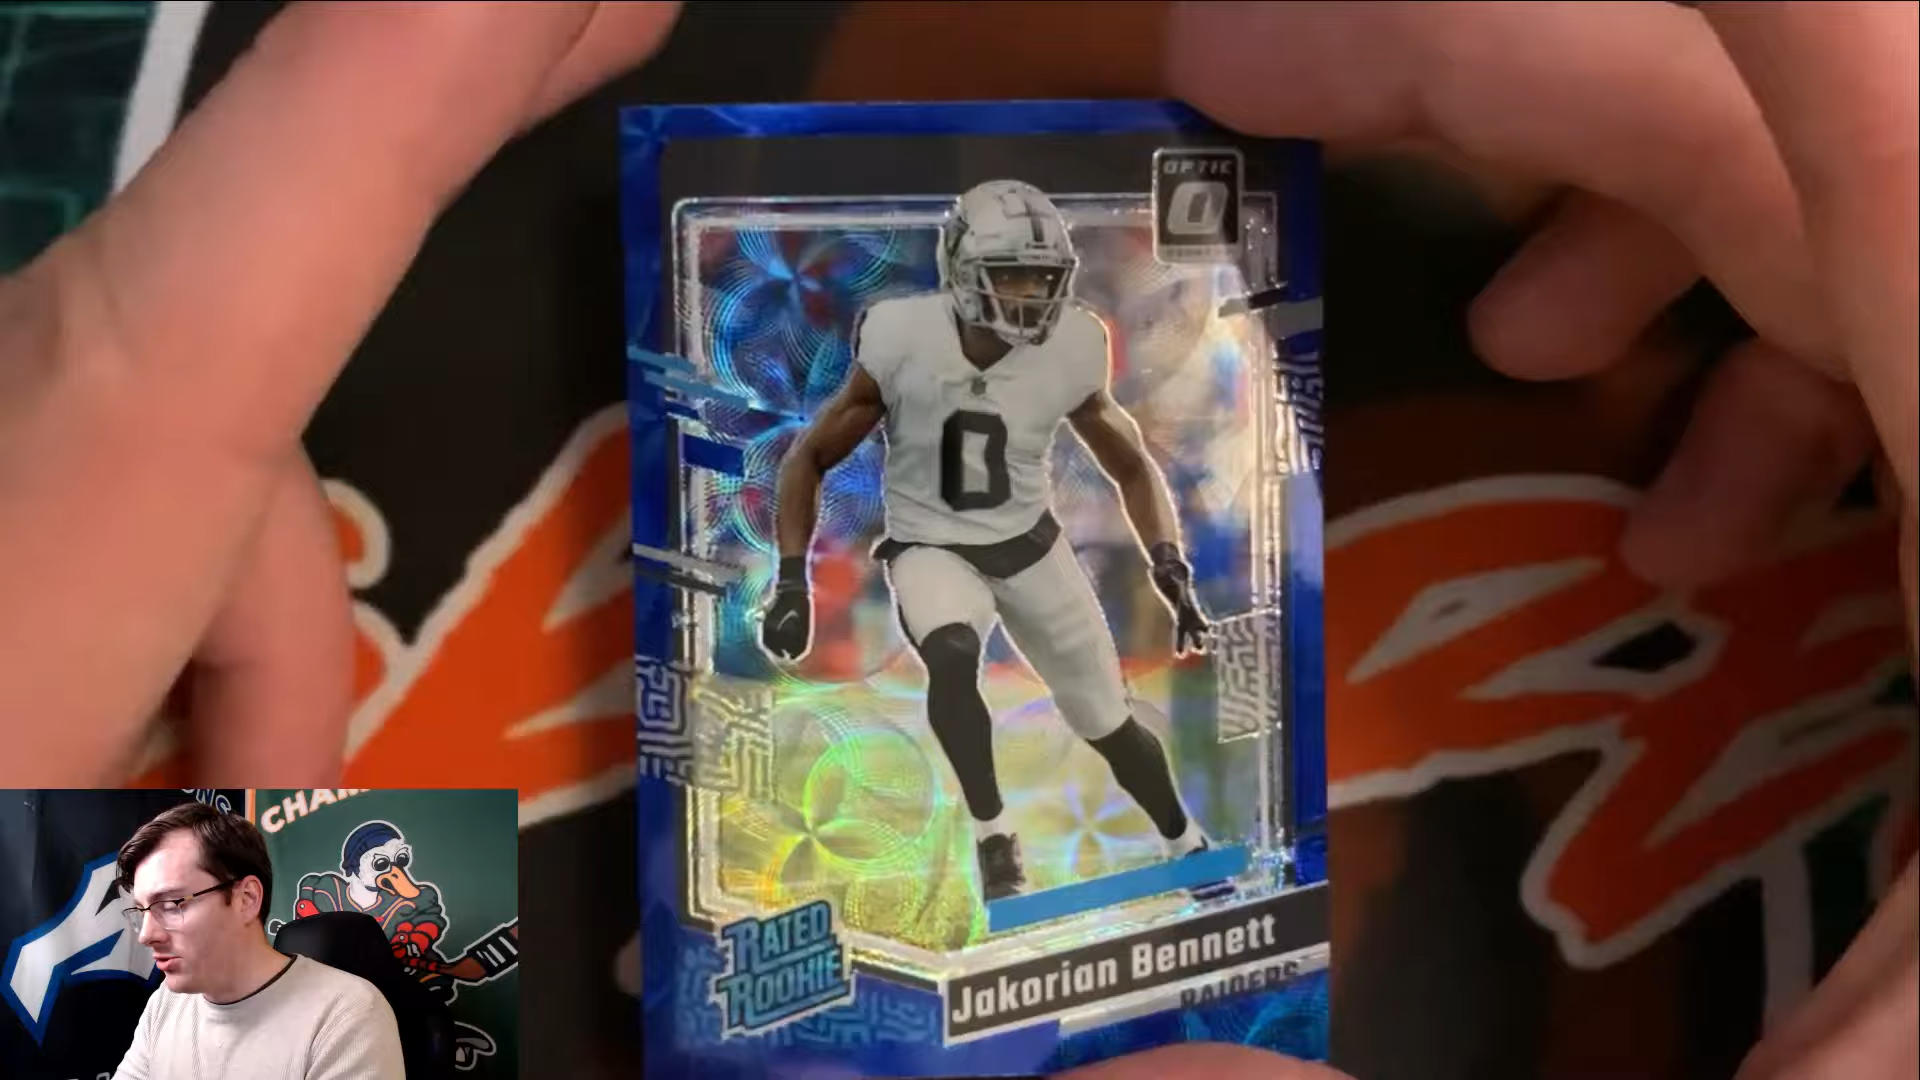 OPTIC
0
RATED
ROOKIE
Jakorian Bennett
RAIDERS
CHAM